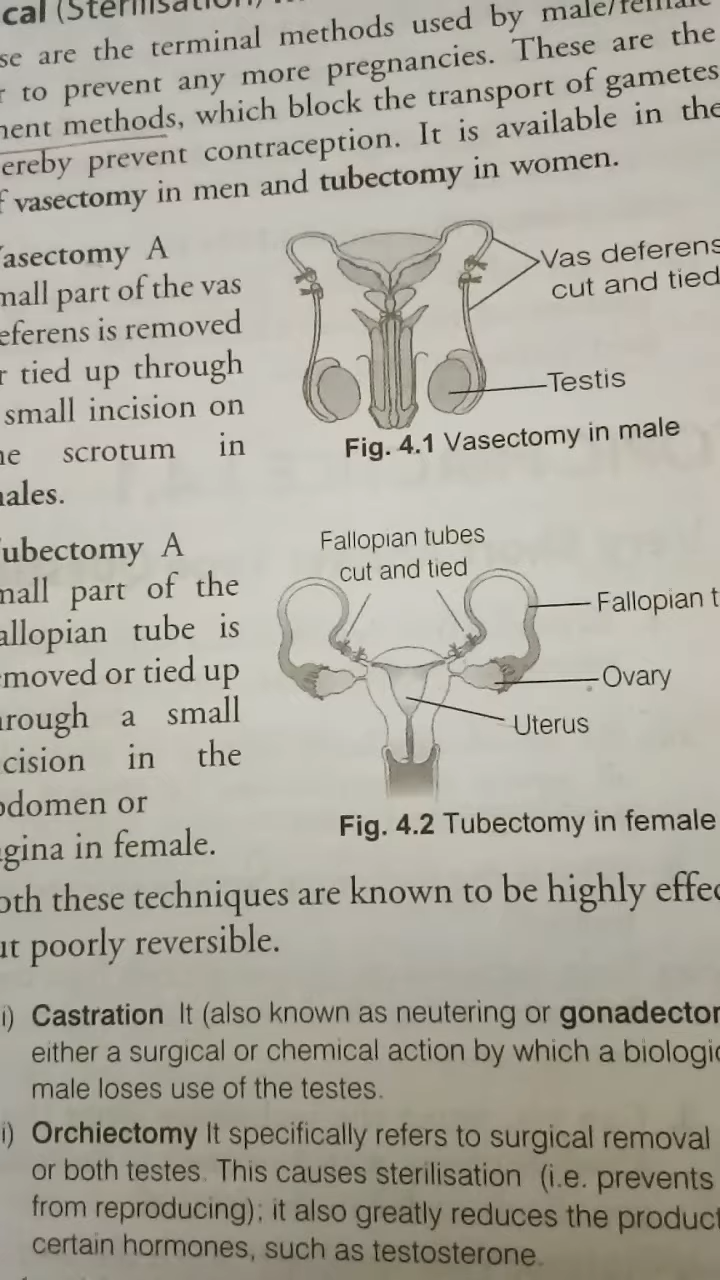 cal (Sterilisation)
se are the terminal methods used by male/female
r to prevent any more pregnancies. These are the
nent methods, which block the transport of gametes
ereby prevent contraception. It is available in the
f vasectomy in men and tubectomy in women.
asectomy A
mall part of the vas
eferens is removed
r tied up through
small incision on
ne scrotum in
nales.
Vas deferens
cut and tied
Testis
Fig. 4.1 Vasectomy in male
ubectomy A
mall part of the
allopian tube is
emoved or tied up
hrough a small
cision in the
odomen or
agina in female.
Fallopian tubes
cut and tied
Fallopian t
Ovary
Uterus
Fig. 4.2 Tubectomy in female
oth these techniques are known to be highly effec
ut poorly reversible.
i) Castration It (also known as neutering or gonadector
either a surgical or chemical action by which a biologic
male loses use of the testes.
i) Orchiectomy It specifically refers to surgical removal
or both testes. This causes sterilisation (i.e. prevents
from reproducing); it also greatly reduces the product
certain hormones, such as testosterone.